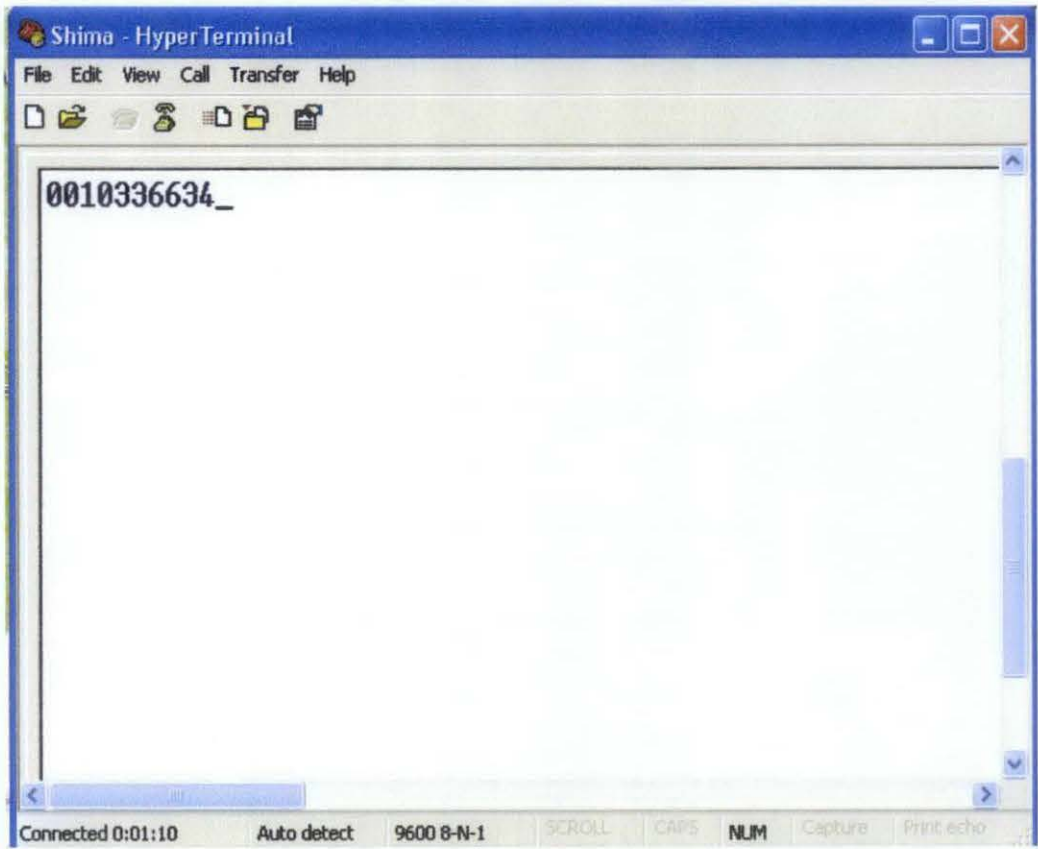 Shima - HyperTerminal
File Edit View Call Transfer Help
0010336634_
Connected 0:01:10 Auto detect 9600 8-N-1 SCROLL CAPS NUM Capture Print echo